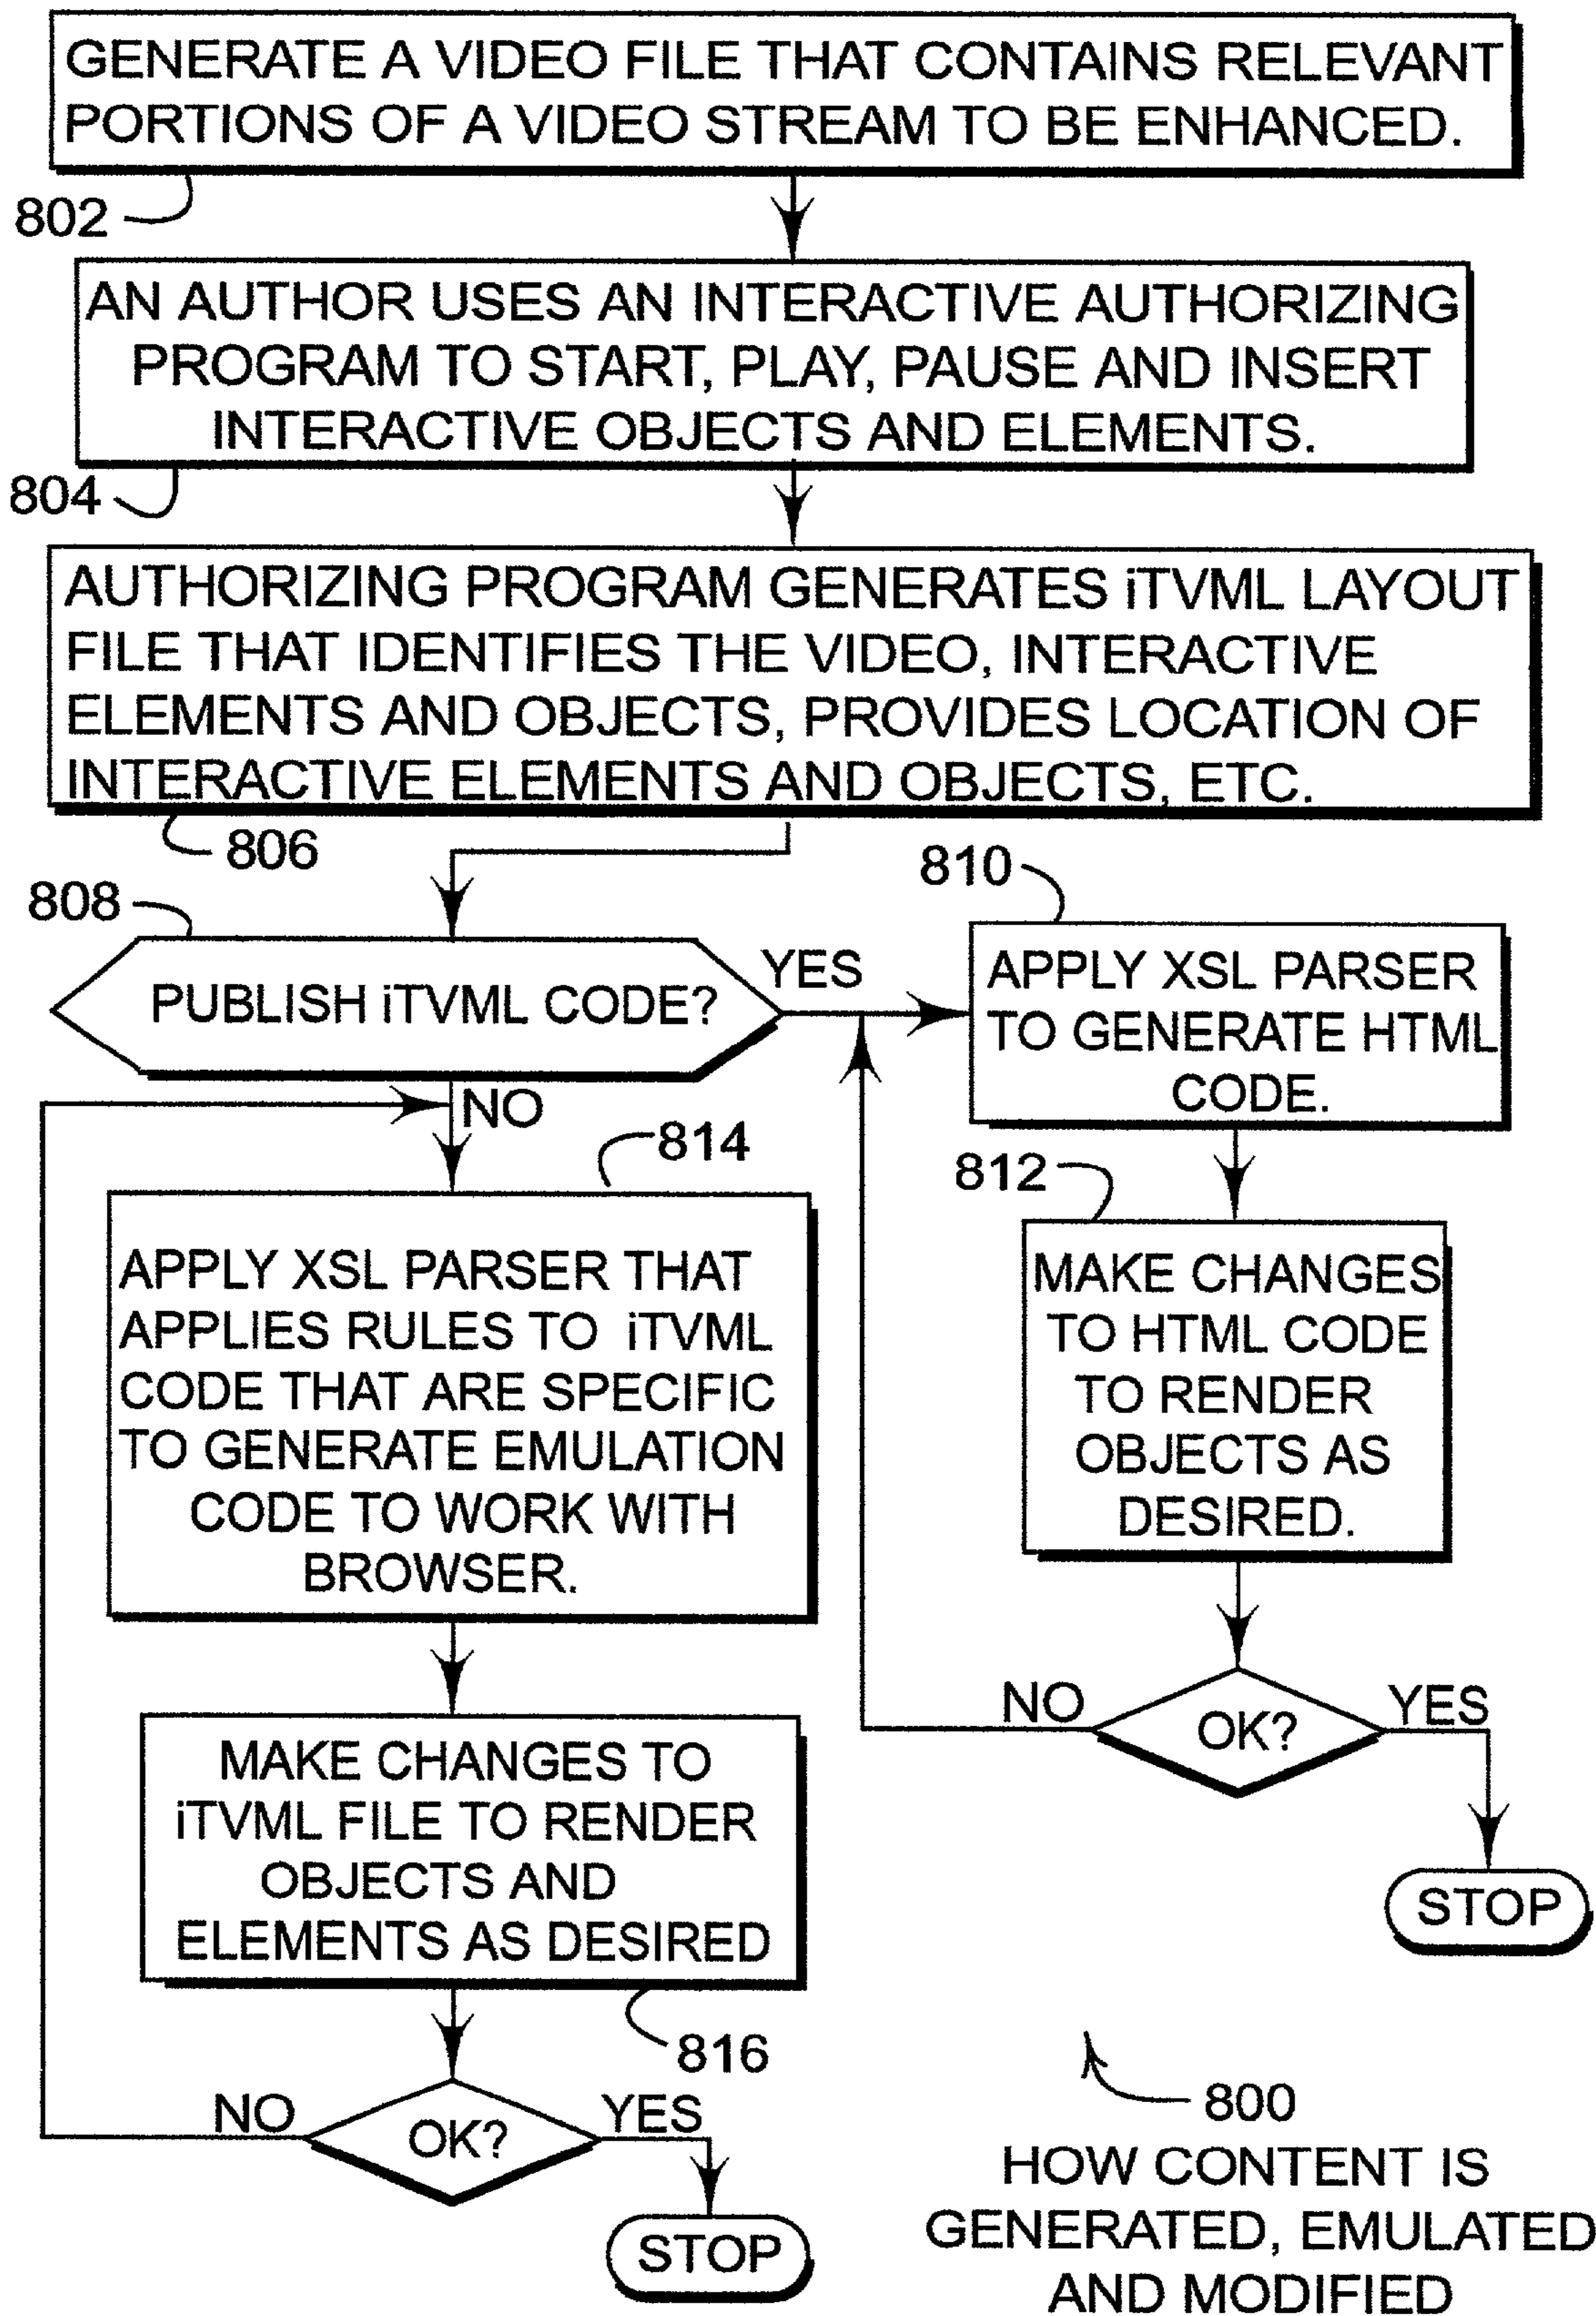 GENERATE A VIDEO FILE THAT CONTAINS RELEVANT
PORTIONS OF A VIDEO STREAM TO BE ENHANCED.
802
AN AUTHOR USES AN INTERACTIVE AUTHORIZING
PROGRAM TO START, PLAY, PAUSE AND INSERT
INTERACTIVE OBJECTS AND ELEMENTS.
804
AUTHORIZING PROGRAM GENERATES iTVML LAYOUT
FILE THAT IDENTIFIES THE VIDEO, INTERACTIVE
ELEMENTS AND OBJECTS, PROVIDES LOCATION OF
INTERACTIVE ELEMENTS AND OBJECTS, ETC.
806
808
PUBLISH iTVML CODE?
YES
810
APPLY XSL PARSER
TO GENERATE HTML
CODE.
NO
814
812
APPLY XSL PARSER THAT
APPLIES RULES TO iTVML
CODE THAT ARE SPECIFIC
TO GENERATE EMULATION
CODE TO WORK WITH
BROWSER.
MAKE CHANGES
TO HTML CODE
TO RENDER
OBJECTS AS
DESIRED.
NO
OK?
YES
STOP
MAKE CHANGES TO
iTVML FILE TO RENDER
OBJECTS AND
ELEMENTS AS DESIRED
816
NO
OK?
YES
STOP
800
HOW CONTENT IS
GENERATED, EMULATED
AND MODIFIED